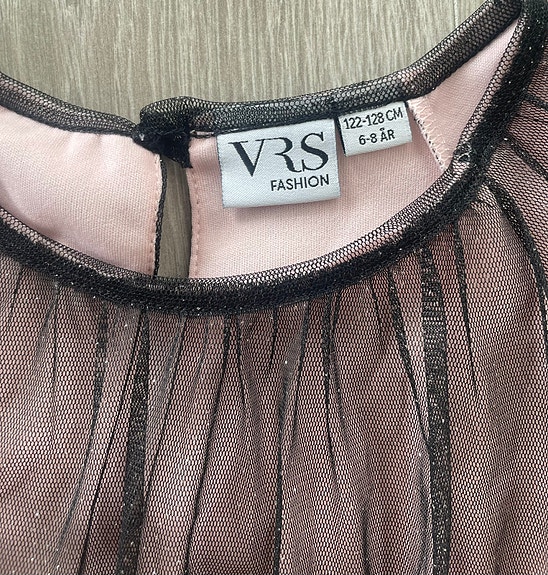 VRS
FASHION
122-128 CM
6-8 ÅR